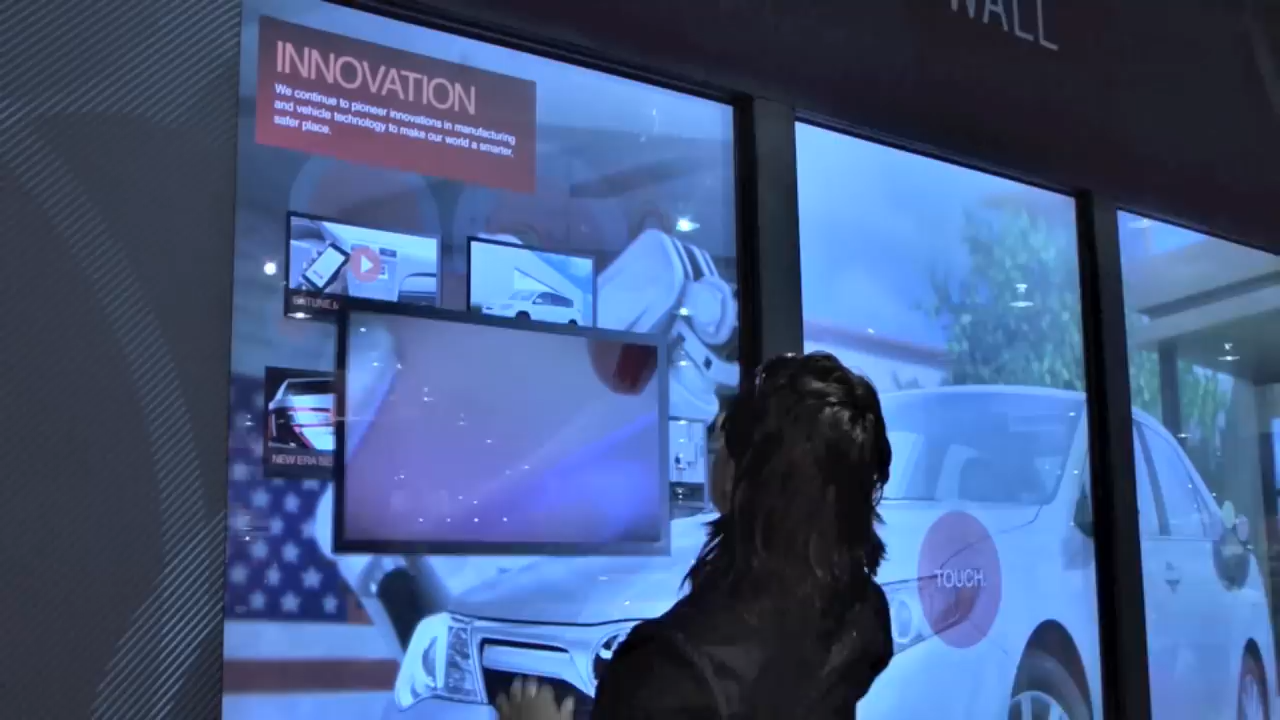 WALL
INNOVATION
We continue to pioneer innovations in manufacturing
and vehicle technology to make our world a smarter,
safer place.
NEW ERA
TOUCH.